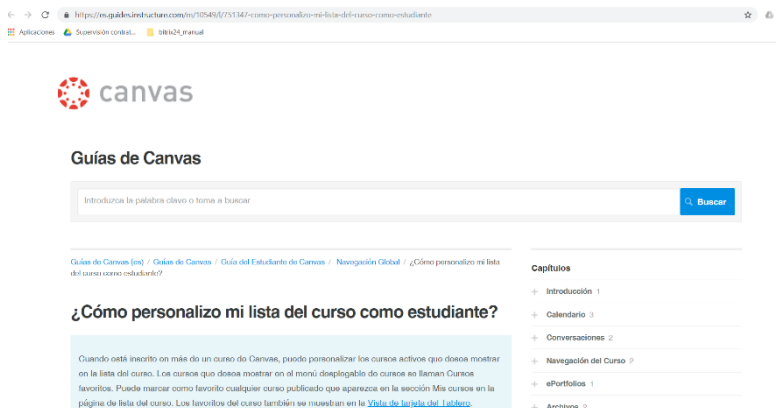 https://es.guides.instructure.com/m/10549/l/751347-como-personalizo-mi-lista-del-curso-como-estudiante
Aplicaciones Supervisión contrat... bitrix24_manual
canvas
Guías de Canvas
Introduzca la palabra clave o tema a buscar
Buscar
Guías de Canvas (es) / Guías de Canvas / Guía del Estudiante de Canvas / Navegación Global / ¿Cómo personalizo mi lista
del curso como estudiante?
¿Cómo personalizo mi lista del curso como estudiante?
Cuando está inscrito en más de un curso de Canvas, puede personalizar los cursos activos que desea mostrar
en la lista del curso. Los cursos que desea mostrar en el menú desplegable de cursos se llaman Cursos
favoritos. Puede marcar como favorito cualquier curso publicado que aparezca en la sección Mis cursos en la
página de lista del curso. Los favoritos del curso también se muestran en la Vista de tarjeta del Tablero.
Capítulos
+ Introducción 1
+ Calendario 3
+ Conversaciones 2
+ Navegación del Curso 2
+ ePortfolios 1
+ Archivos 2